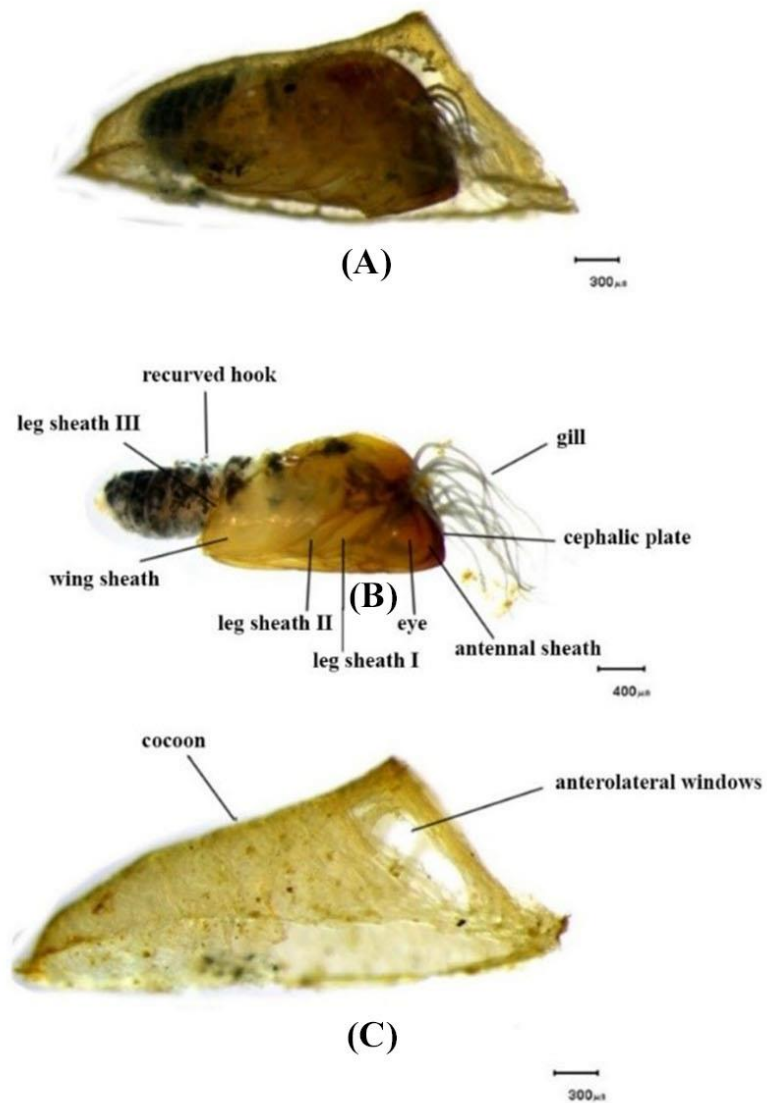 (A)
300µm
recurved hook
leg sheath III
gill
cephalic plate
wing sheath
(B)
leg sheath II
eye
antennal sheath
leg sheath I
400µm
cocoon
anterolateral windows
(C)
300µm